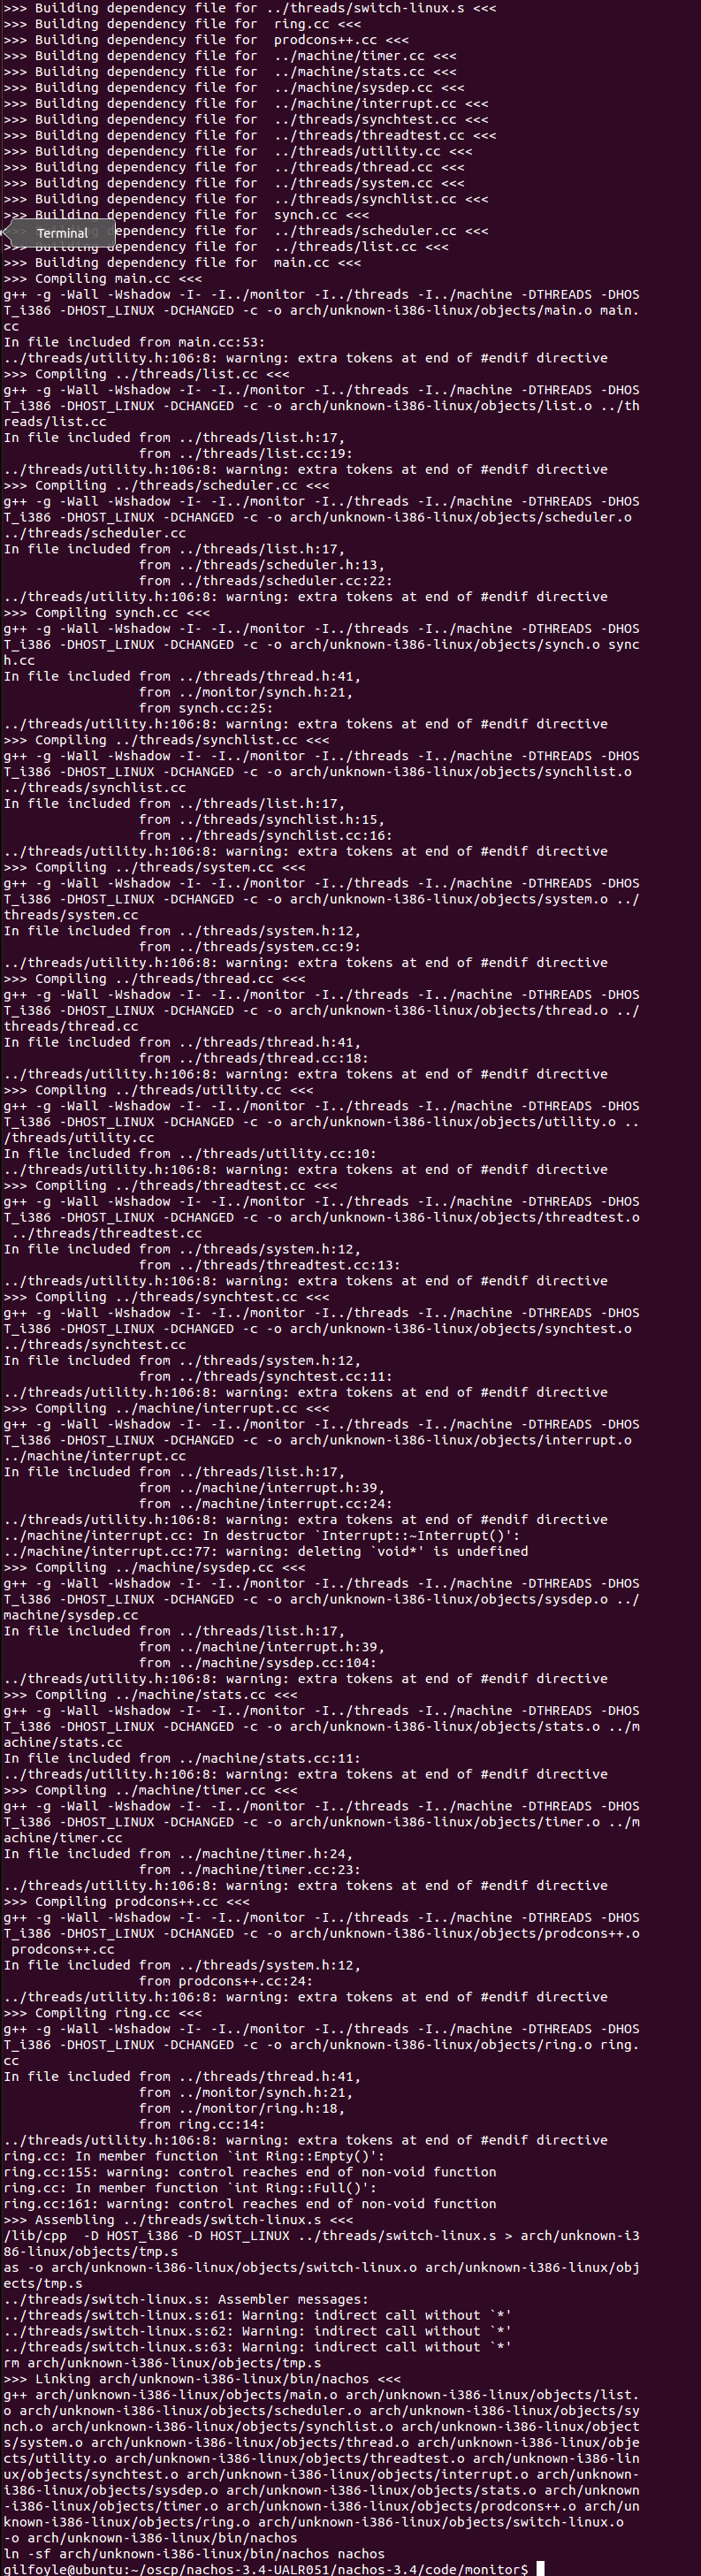 >>> Building dependency file for ../threads/switch-linux.s <<<
>>> Building dependency file for  ring.cc <<<
>>> Building dependency file for  prodcons++.cc <<<
>>> Building dependency file for  ../machine/timer.cc <<<
>>> Building dependency file for  ../machine/stats.cc <<<
>>> Building dependency file for  ../machine/sysdep.cc <<<
>>> Building dependency file for  ../machine/interrupt.cc <<<
>>> Building dependency file for  ../threads/synchtest.cc <<<
>>> Building dependency file for  ../threads/threadtest.cc <<<
>>> Building dependency file for  ../threads/utility.cc <<<
>>> Building dependency file for  ../threads/thread.cc <<<
>>> Building dependency file for  ../threads/system.cc <<<
>>> Building dependency file for  ../threads/synchlist.cc <<<
>>> Building dependency file for  synch.cc <<<
Terminal
dependency file for  ../threads/scheduler.cc <<<
>>> Building dependency file for  ../threads/list.cc <<<
>>> Building dependency file for  main.cc <<<
>>> Compiling main.cc <<<
g++ -g -Wall -Wshadow -I- -I../monitor -I../threads -I../machine -DTHREADS -DHOS
T_i386 -DHOST_LINUX -DCHANGED -c -o arch/unknown-i386-linux/objects/main.o main.
cc
In file included from main.cc:53:
../threads/utility.h:106:8: warning: extra tokens at end of #endif directive
>>> Compiling ../threads/list.cc <<<
g++ -g -Wall -Wshadow -I- -I../monitor -I../threads -I../machine -DTHREADS -DHOS
T_i386 -DHOST_LINUX -DCHANGED -c -o arch/unknown-i386-linux/objects/list.o ../th
reads/list.cc
In file included from ../threads/list.h:17,
                 from ../threads/list.cc:19:
../threads/utility.h:106:8: warning: extra tokens at end of #endif directive
>>> Compiling ../threads/scheduler.cc <<<
g++ -g -Wall -Wshadow -I- -I../monitor -I../threads -I../machine -DTHREADS -DHOS
T_i386 -DHOST_LINUX -DCHANGED -c -o arch/unknown-i386-linux/objects/scheduler.o
../threads/scheduler.cc
In file included from ../threads/list.h:17,
                 from ../threads/scheduler.h:13,
                 from ../threads/scheduler.cc:22:
../threads/utility.h:106:8: warning: extra tokens at end of #endif directive
>>> Compiling synch.cc <<<
g++ -g -Wall -Wshadow -I- -I../monitor -I../threads -I../machine -DTHREADS -DHOS
T_i386 -DHOST_LINUX -DCHANGED -c -o arch/unknown-i386-linux/objects/synch.o sync
h.cc
In file included from ../threads/thread.h:41,
                 from ../monitor/synch.h:21,
                 from synch.cc:25:
../threads/utility.h:106:8: warning: extra tokens at end of #endif directive
>>> Compiling ../threads/synchlist.cc <<<
g++ -g -Wall -Wshadow -I- -I../monitor -I../threads -I../machine -DTHREADS -DHOS
T_i386 -DHOST_LINUX -DCHANGED -c -o arch/unknown-i386-linux/objects/synchlist.o
../threads/synchlist.cc
In file included from ../threads/list.h:17,
                 from ../threads/synchlist.h:15,
                 from ../threads/synchlist.cc:16:
../threads/utility.h:106:8: warning: extra tokens at end of #endif directive
>>> Compiling ../threads/system.cc <<<
g++ -g -Wall -Wshadow -I- -I../monitor -I../threads -I../machine -DTHREADS -DHOS
T_i386 -DHOST_LINUX -DCHANGED -c -o arch/unknown-i386-linux/objects/system.o ../
threads/system.cc
In file included from ../threads/system.h:12,
                 from ../threads/system.cc:9:
../threads/utility.h:106:8: warning: extra tokens at end of #endif directive
>>> Compiling ../threads/thread.cc <<<
g++ -g -Wall -Wshadow -I- -I../monitor -I../threads -I../machine -DTHREADS -DHOS
T_i386 -DHOST_LINUX -DCHANGED -c -o arch/unknown-i386-linux/objects/thread.o ../
threads/thread.cc
In file included from ../threads/thread.h:41,
                 from ../threads/thread.cc:18:
../threads/utility.h:106:8: warning: extra tokens at end of #endif directive
>>> Compiling ../threads/utility.cc <<<
g++ -g -Wall -Wshadow -I- -I../monitor -I../threads -I../machine -DTHREADS -DHOS
T_i386 -DHOST_LINUX -DCHANGED -c -o arch/unknown-i386-linux/objects/utility.o ..
/threads/utility.cc
In file included from ../threads/utility.cc:10:
../threads/utility.h:106:8: warning: extra tokens at end of #endif directive
>>> Compiling ../threads/threadtest.cc <<<
g++ -g -Wall -Wshadow -I- -I../monitor -I../threads -I../machine -DTHREADS -DHOS
T_i386 -DHOST_LINUX -DCHANGED -c -o arch/unknown-i386-linux/objects/threadtest.o
 ../threads/threadtest.cc
In file included from ../threads/system.h:12,
                 from ../threads/threadtest.cc:13:
../threads/utility.h:106:8: warning: extra tokens at end of #endif directive
>>> Compiling ../threads/synchtest.cc <<<
g++ -g -Wall -Wshadow -I- -I../monitor -I../threads -I../machine -DTHREADS -DHOS
T_i386 -DHOST_LINUX -DCHANGED -c -o arch/unknown-i386-linux/objects/synchtest.o
../threads/synchtest.cc
In file included from ../threads/system.h:12,
                 from ../threads/synchtest.cc:11:
../threads/utility.h:106:8: warning: extra tokens at end of #endif directive
>>> Compiling ../machine/interrupt.cc <<<
g++ -g -Wall -Wshadow -I- -I../monitor -I../threads -I../machine -DTHREADS -DHOS
T_i386 -DHOST_LINUX -DCHANGED -c -o arch/unknown-i386-linux/objects/interrupt.o
../machine/interrupt.cc
In file included from ../threads/list.h:17,
                 from ../machine/interrupt.h:39,
                 from ../machine/interrupt.cc:24:
../threads/utility.h:106:8: warning: extra tokens at end of #endif directive
../machine/interrupt.cc: In destructor `Interrupt::~Interrupt()':
../machine/interrupt.cc:77: warning: deleting `void*' is undefined
>>> Compiling ../machine/sysdep.cc <<<
g++ -g -Wall -Wshadow -I- -I../monitor -I../threads -I../machine -DTHREADS -DHOS
T_i386 -DHOST_LINUX -DCHANGED -c -o arch/unknown-i386-linux/objects/sysdep.o ../
machine/sysdep.cc
In file included from ../threads/list.h:17,
                 from ../machine/interrupt.h:39,
                 from ../machine/sysdep.cc:104:
../threads/utility.h:106:8: warning: extra tokens at end of #endif directive
>>> Compiling ../machine/stats.cc <<<
g++ -g -Wall -Wshadow -I- -I../monitor -I../threads -I../machine -DTHREADS -DHOS
T_i386 -DHOST_LINUX -DCHANGED -c -o arch/unknown-i386-linux/objects/stats.o ../m
achine/stats.cc
In file included from ../machine/stats.cc:11:
../threads/utility.h:106:8: warning: extra tokens at end of #endif directive
>>> Compiling ../machine/timer.cc <<<
g++ -g -Wall -Wshadow -I- -I../monitor -I../threads -I../machine -DTHREADS -DHOS
T_i386 -DHOST_LINUX -DCHANGED -c -o arch/unknown-i386-linux/objects/timer.o ../m
achine/timer.cc
In file included from ../machine/timer.h:24,
                 from ../machine/timer.cc:23:
../threads/utility.h:106:8: warning: extra tokens at end of #endif directive
>>> Compiling prodcons++.cc <<<
g++ -g -Wall -Wshadow -I- -I../monitor -I../threads -I../machine -DTHREADS -DHOS
T_i386 -DHOST_LINUX -DCHANGED -c -o arch/unknown-i386-linux/objects/prodcons++.o
 prodcons++.cc
In file included from ../threads/system.h:12,
                 from prodcons++.cc:24:
../threads/utility.h:106:8: warning: extra tokens at end of #endif directive
>>> Compiling ring.cc <<<
g++ -g -Wall -Wshadow -I- -I../monitor -I../threads -I../machine -DTHREADS -DHOS
T_i386 -DHOST_LINUX -DCHANGED -c -o arch/unknown-i386-linux/objects/ring.o ring.
cc
In file included from ../threads/thread.h:41,
                 from ../monitor/synch.h:21,
                 from ../monitor/ring.h:18,
                 from ring.cc:14:
../threads/utility.h:106:8: warning: extra tokens at end of #endif directive
ring.cc: In member function `int Ring::Empty()':
ring.cc:155: warning: control reaches end of non-void function
ring.cc: In member function `int Ring::Full()':
ring.cc:161: warning: control reaches end of non-void function
>>> Assembling ../threads/switch-linux.s <<<
/lib/cpp  -D HOST_i386 -D HOST_LINUX ../threads/switch-linux.s > arch/unknown-i3
86-linux/objects/tmp.s
as -o arch/unknown-i386-linux/objects/switch-linux.o arch/unknown-i386-linux/obj
ects/tmp.s
../threads/switch-linux.s: Assembler messages:
../threads/switch-linux.s:61: Warning: indirect call without `*'
../threads/switch-linux.s:62: Warning: indirect call without `*'
../threads/switch-linux.s:63: Warning: indirect call without `*'
rm arch/unknown-i386-linux/objects/tmp.s
>>> Linking arch/unknown-i386-linux/bin/nachos <<<
g++ arch/unknown-i386-linux/objects/main.o arch/unknown-i386-linux/objects/list.
o arch/unknown-i386-linux/objects/scheduler.o arch/unknown-i386-linux/objects/sy
nch.o arch/unknown-i386-linux/objects/synchlist.o arch/unknown-i386-linux/object
s/system.o arch/unknown-i386-linux/objects/thread.o arch/unknown-i386-linux/obje
cts/utility.o arch/unknown-i386-linux/objects/threadtest.o arch/unknown-i386-lin
ux/objects/synchtest.o arch/unknown-i386-linux/objects/interrupt.o arch/unknown-
i386-linux/objects/sysdep.o arch/unknown-i386-linux/objects/stats.o arch/unknown
-i386-linux/objects/timer.o arch/unknown-i386-linux/objects/prodcons++.o arch/un
known-i386-linux/objects/ring.o arch/unknown-i386-linux/objects/switch-linux.o
-o arch/unknown-i386-linux/bin/nachos
ln -sf arch/unknown-i386-linux/bin/nachos nachos
gilfoyle@ubuntu:~/oscp/nachos-3.4-UALR051/nachos-3.4/code/monitor$